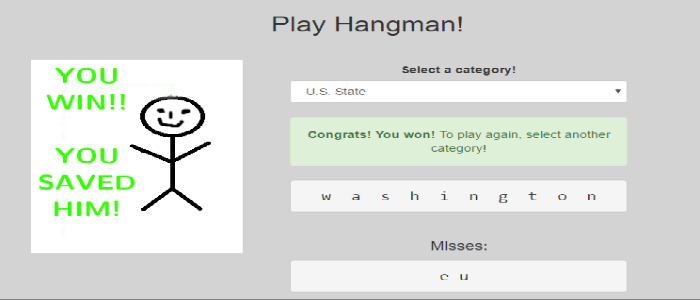 Play Hangman!
YOU
WIN!!
YOU
SAVED
HIM!
Select a category!
U.S. State
Congrats! You won! To play again, select another
category!
w a s h i n g t o n
Misses:
e u